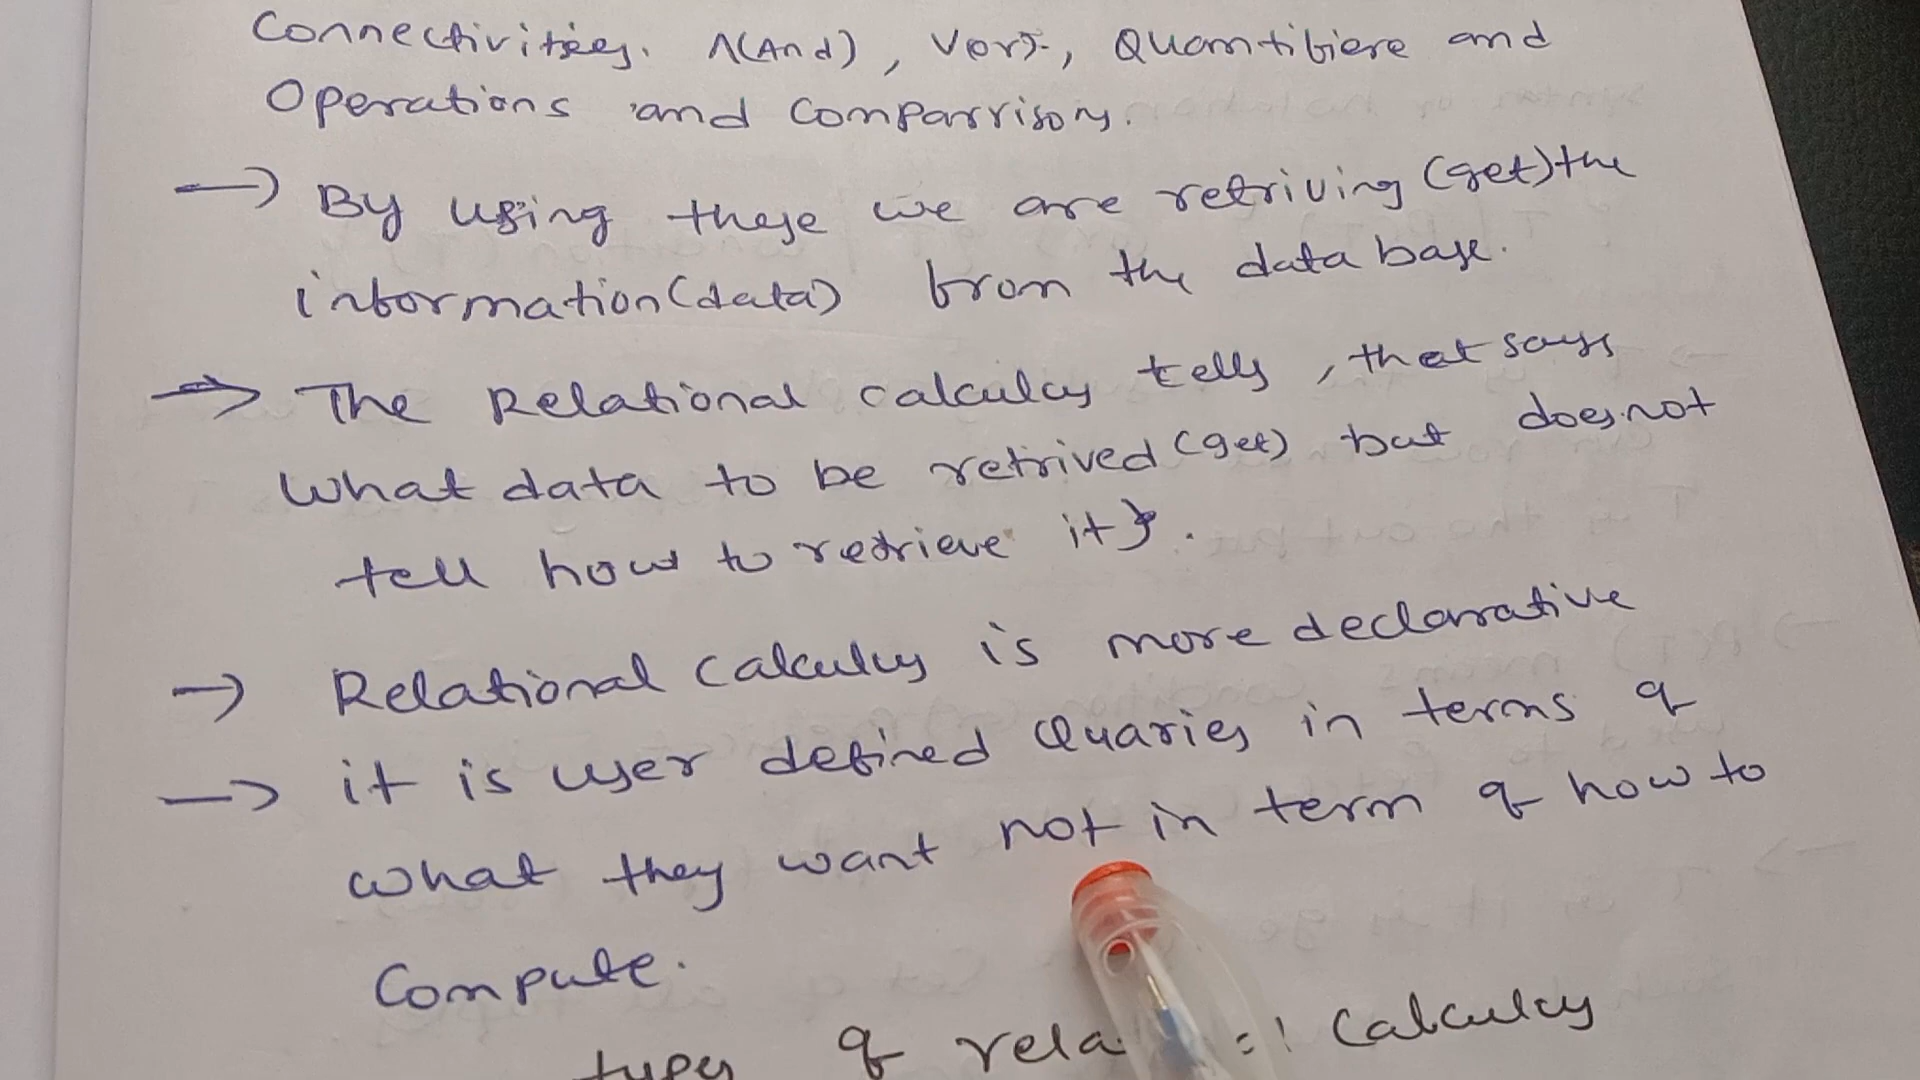 Connectivities. ∧(And), V or}, Quantifiere and
Operations and Comparrisons.
→ By using these we are retriving (get) the
information (data) from the data base.
→ The Relational calculus tells, that says
what data to be retrived (get) but does not
tell how to retrieve it}.
→ Relational calculus is more declarative
→ it is user defined Quaries in terms of
what they want not in term of how to
Compute.
types of calculus